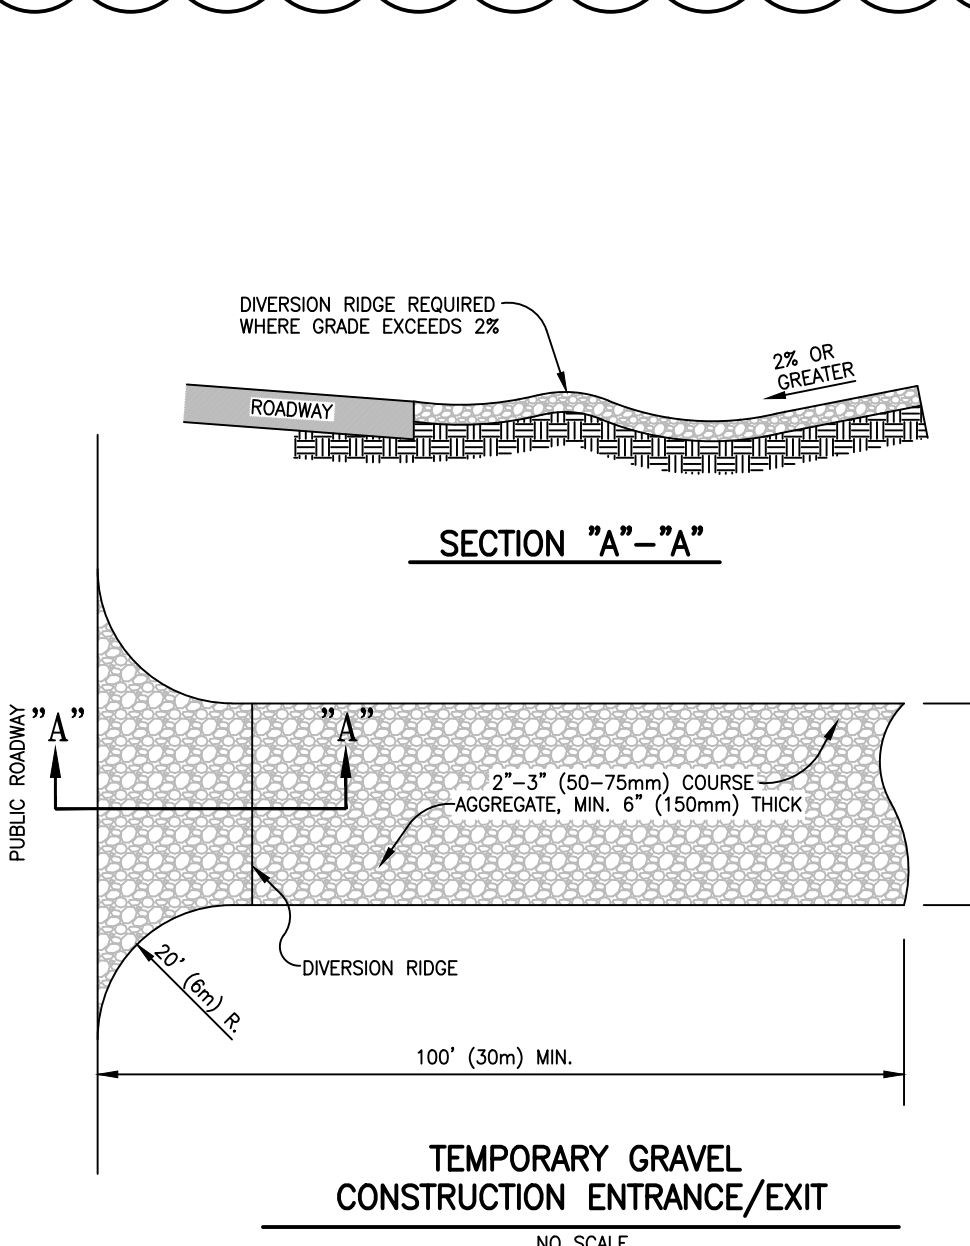 DIVERSION RIDGE REQUIRED
WHERE GRADE EXCEEDS 2%
2% OR
GREATER
ROADWAY
SECTION "A"-"A"
PUBLIC ROADWAY
"A"
"A"
2"-3" (50-75mm) COURSE
AGGREGATE, MIN. 6" (150mm) THICK
DIVERSION RIDGE
20' (6m) R.
100' (30m) MIN.
TEMPORARY GRAVEL
CONSTRUCTION ENTRANCE/EXIT
NO SCALE